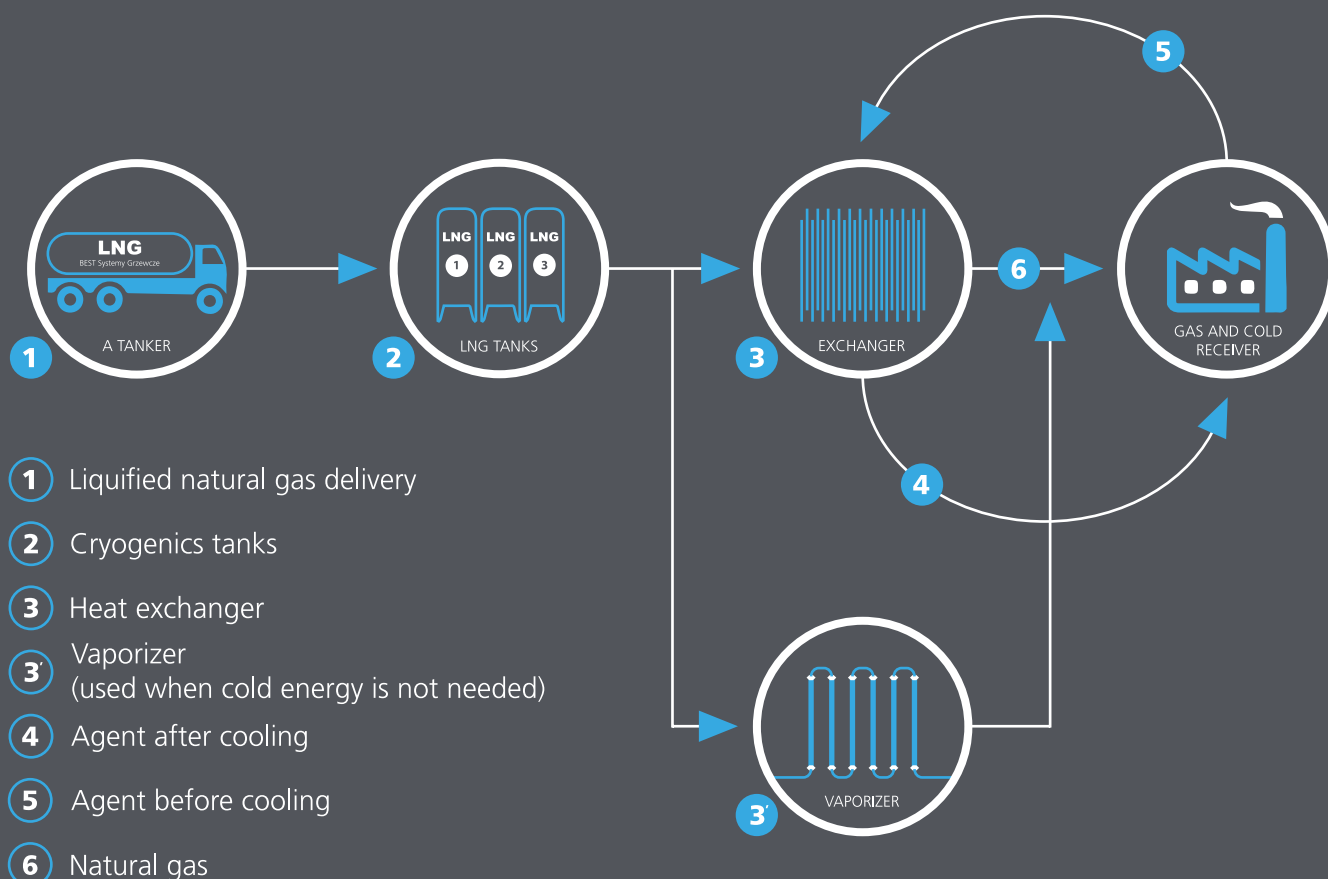 5
LNG
BEST Systemy Grzewcze
A TANKER
1
LNG LNG LNG
1 2 3
LNG TANKS
2
EXCHANGER
3
6
GAS AND COLD
RECEIVER
4
1 Liquified natural gas delivery
2 Cryogenics tanks
3 Heat exchanger
3' Vaporizer
(used when cold energy is not needed)
4 Agent after cooling
5 Agent before cooling
6 Natural gas
VAPORIZER
3'